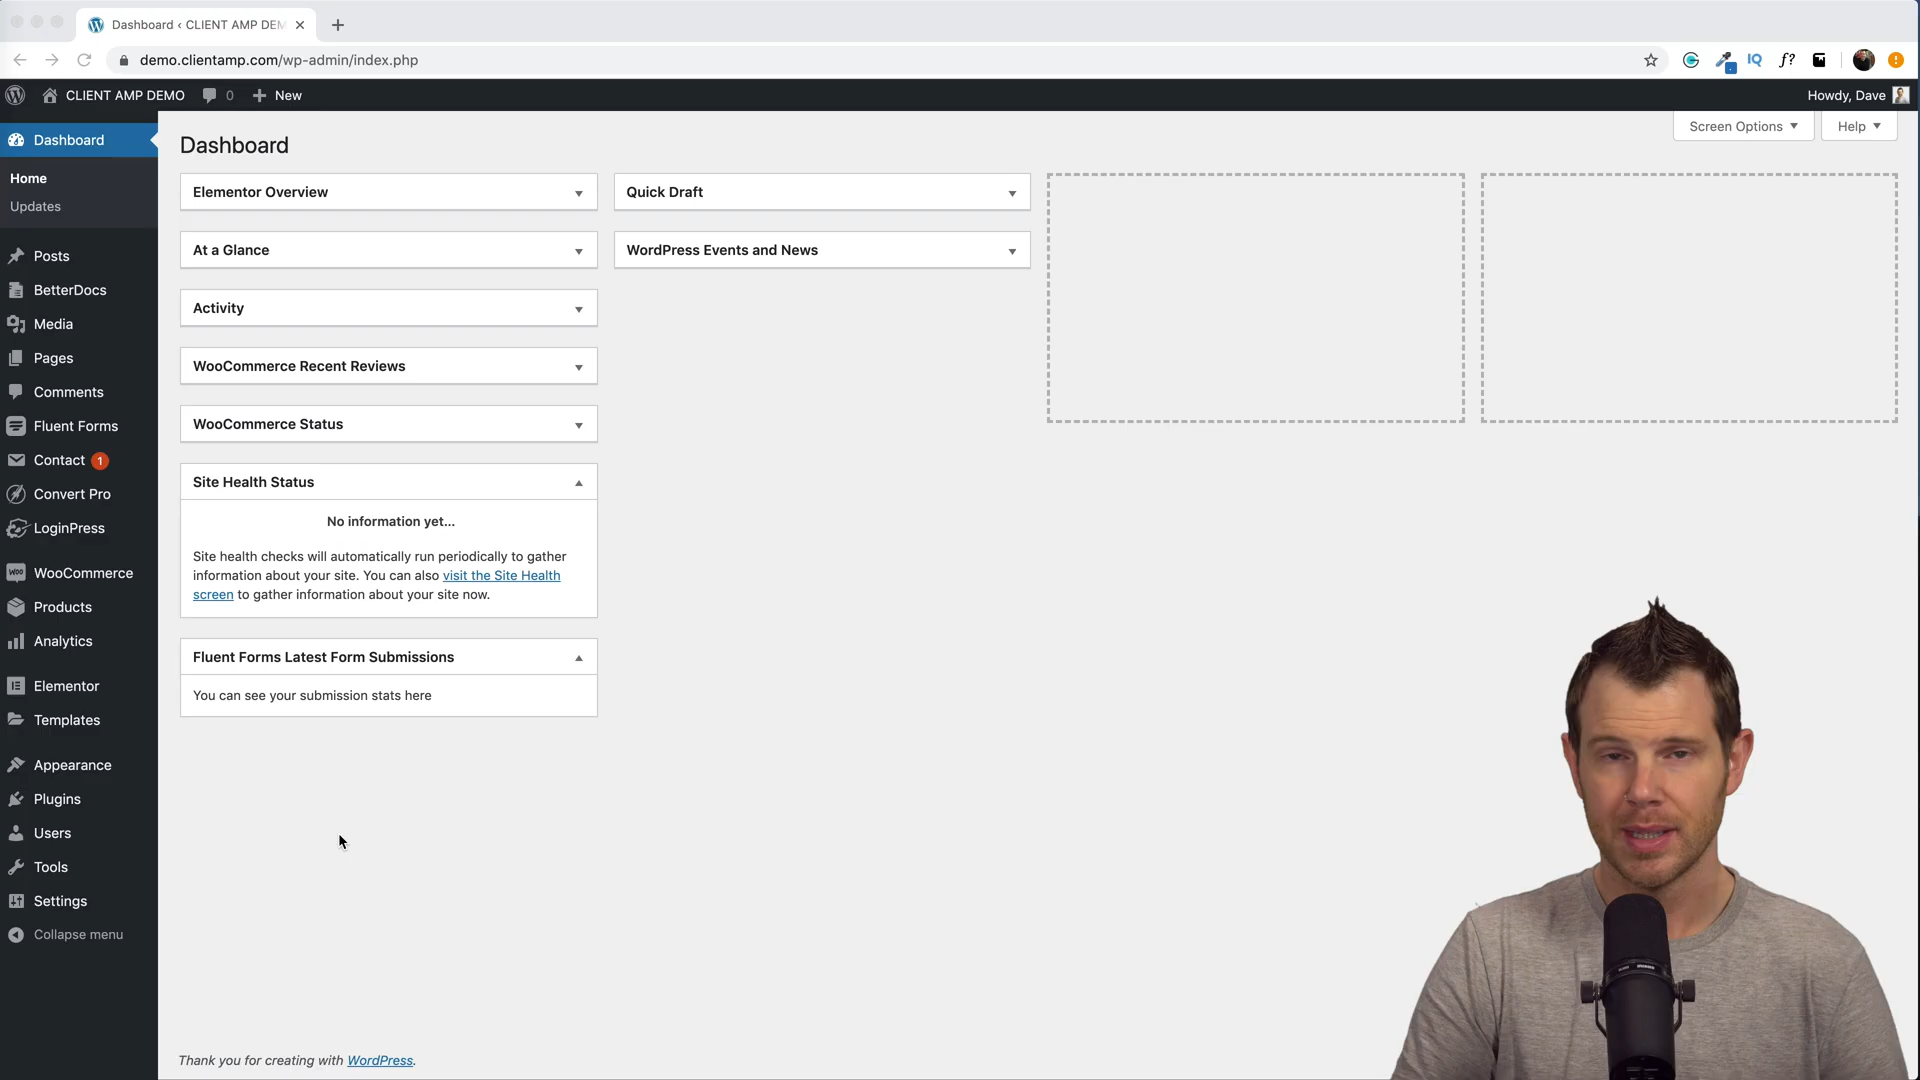 Dashboard ‹ CLIENT AMP DEM
demo.clientamp.com/wp-admin/index.php
IQ
f?
CLIENT AMP DEMO
0
New
Howdy, Dave
Dashboard
Home
Updates
Posts
BetterDocs
Media
Pages
Comments
Fluent Forms
Contact 1
Convert Pro
LoginPress
WooCommerce
Products
Analytics
Elementor
Templates
Appearance
Plugins
Users
Tools
Settings
Collapse menu
Screen Options
Help
Dashboard
Elementor Overview
At a Glance
Activity
WooCommerce Recent Reviews
WooCommerce Status
Site Health Status
No information yet...
Site health checks will automatically run periodically to gather
information about your site. You can also visit the Site Health
screen to gather information about your site now.
Fluent Forms Latest Form Submissions
You can see your submission stats here
Quick Draft
WordPress Events and News
Thank you for creating with WordPress.